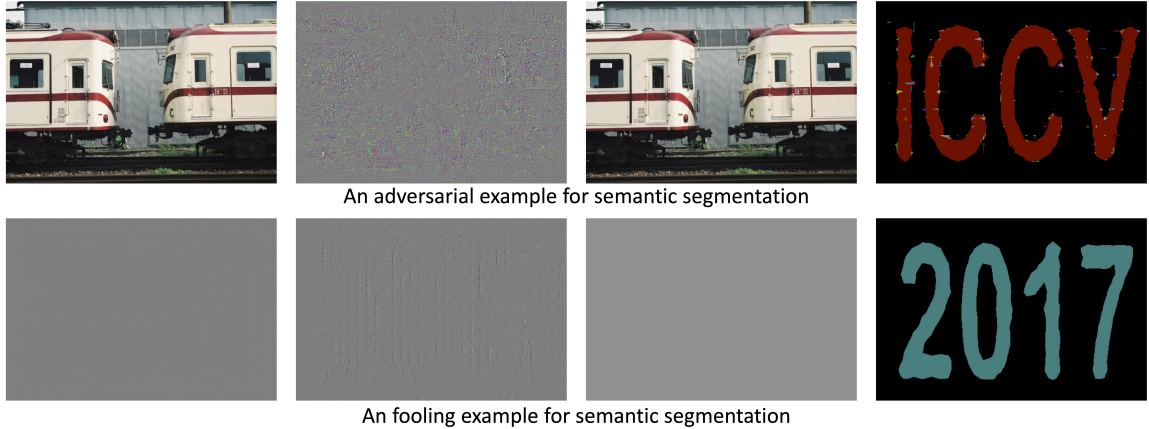 ICCV
An adversarial example for semantic segmentation
2017
An fooling example for semantic segmentation